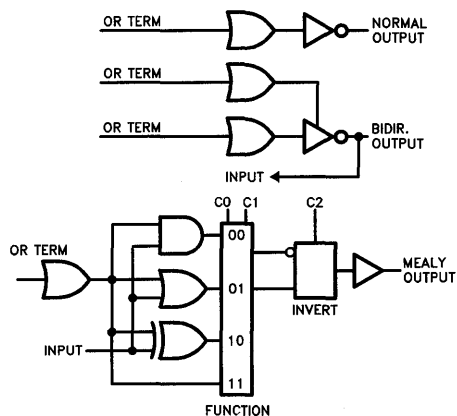 OR TERM
NORMAL
OUTPUT
OR TERM
OR TERM
BIDIR.
OUTPUT
INPUT
C0 C1 C2
OR TERM
00
01
MEALY
OUTPUT
INVERT
INPUT
10
11
FUNCTION